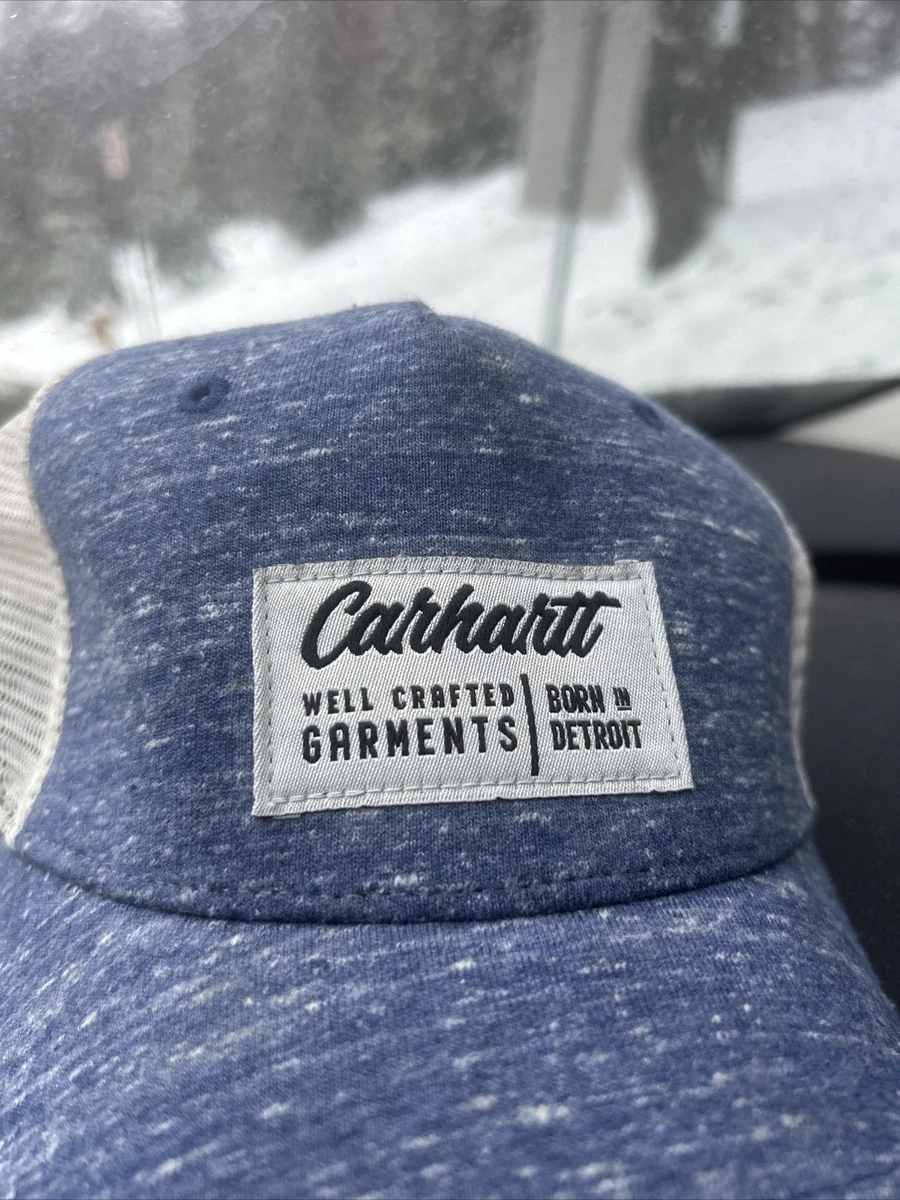 Carhartt
WELL CRAFTED
GARMENTS
BORN IN
DETROIT